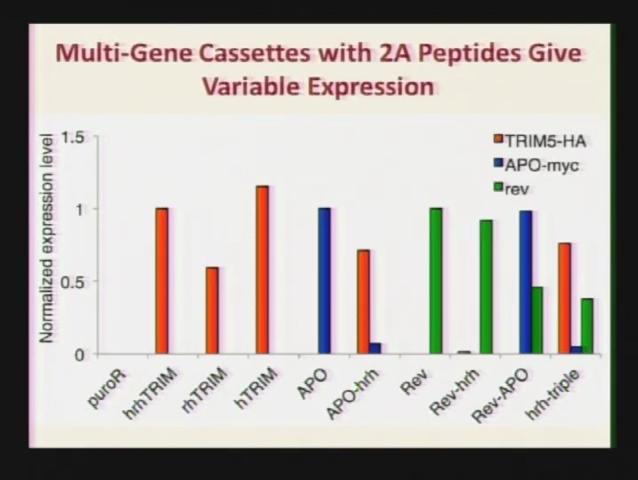 Multi-Gene Cassettes with 2A Peptides Give
Variable Expression
Normalized expression level
1.5
1
0.5
0
TRIM5-HA
APO-myc
rev
puroR
hrhTRIM
rhTRIM
hTRIM
APO
APO-hrh
Rev
Rev-hrh
Rev-APO
hrh-triple